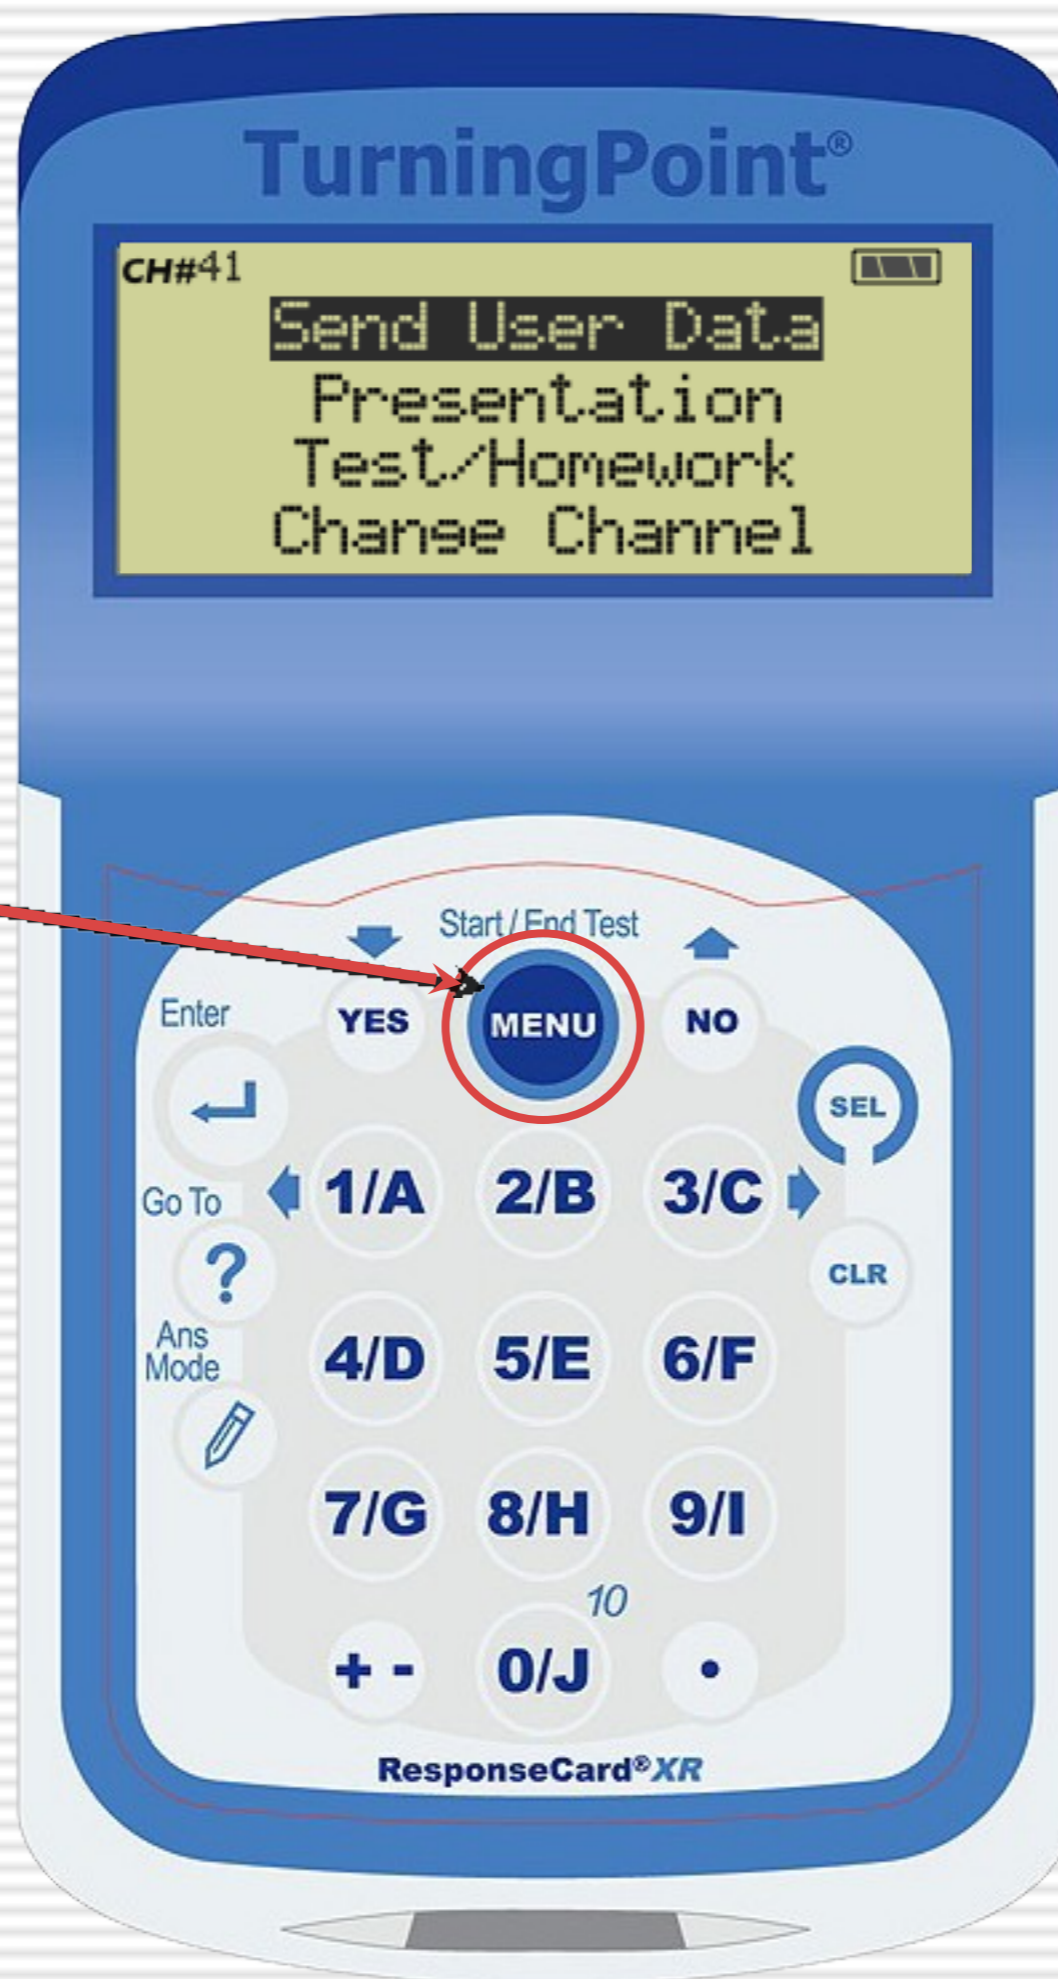 TurningPoint®
CH#41
Send User Data
Presentation
Test/Homework
Change Channel
Start / End Test
Enter
YES
MENU
NO
SEL
Go To
1/A
2/B
3/C
?
CLR
Ans
Mode
4/D
5/E
6/F
7/G
8/H
9/I
10
+ -
0/J
•
ResponseCard®XR